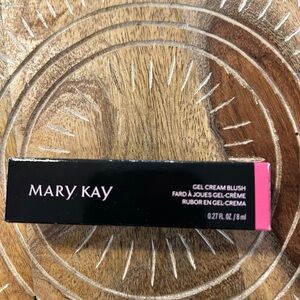 MARY KAY
GEL CREAM BLUSH
FARD À JOUES GEL-CRÈME
RUBOR EN GEL-CREMA
0.27 FL. OZ. / 8 ml